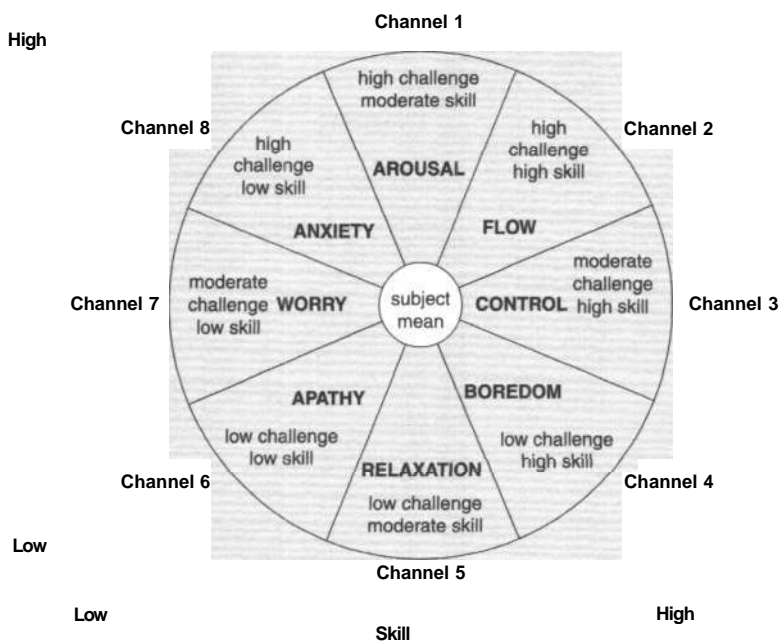 Channel 1
High
high challenge
moderate skill
Channel 8
Channel 2
high
challenge
low skill
high
challenge
high skill
AROUSAL
ANXIETY
FLOW
moderate
challenge
low skill
Channel 7
WORRY
subject
mean
CONTROL
moderate
challenge
high skill
Channel 3
APATHY
BOREDOM
low challenge
low skill
low challenge
high skill
RELAXATION
low challenge
moderate skill
Channel 6
Channel 4
Low
Channel 5
Low
High
Skill